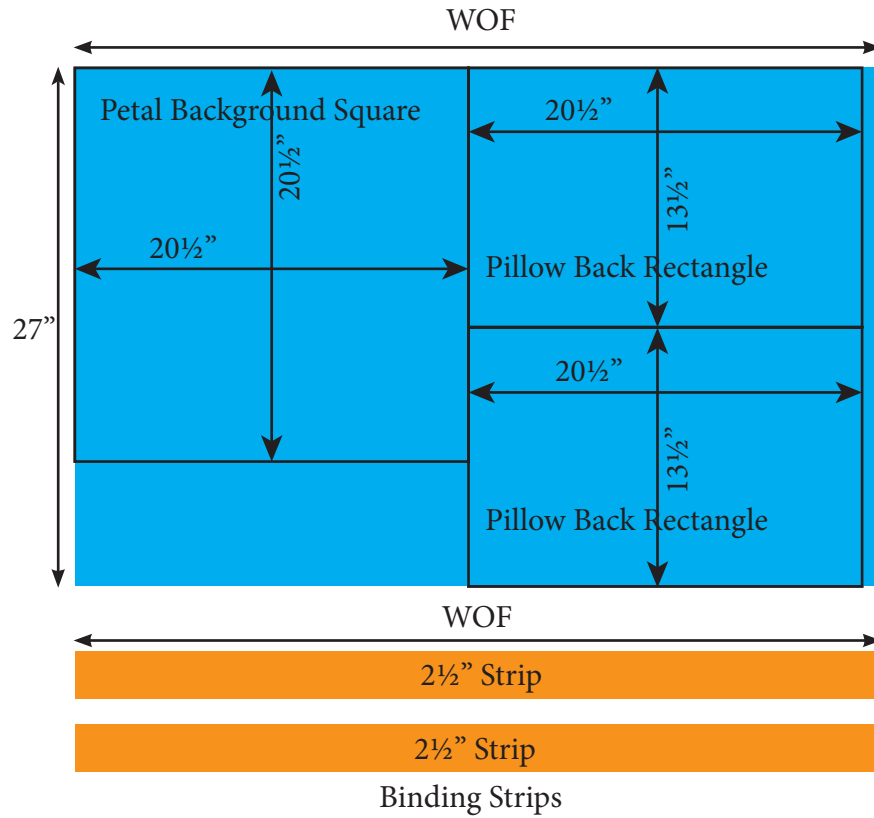 WOF
Petal Background Square
20½”
20½”
20½”
13½”
Pillow Back Rectangle
27”
20½”
13½”
Pillow Back Rectangle
WOF
2½” Strip
2½” Strip
Binding Strips